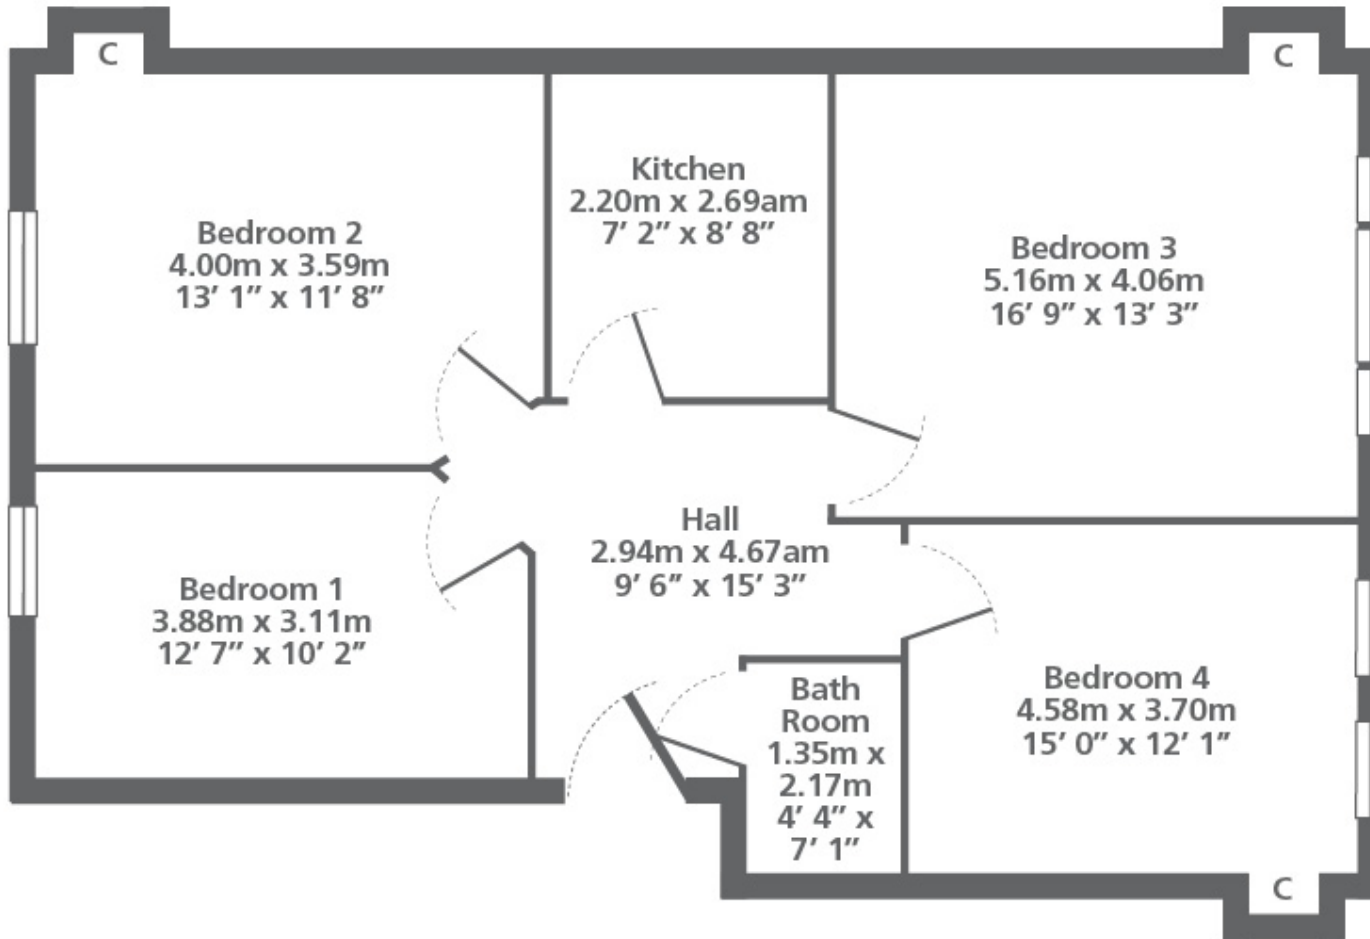 C
C
Kitchen
2.20m x 2.69am
7’ 2” x 8’ 8”
Bedroom 2
4.00m x 3.59m
13’ 1” x 11’ 8”
Bedroom 3
5.16m x 4.06m
16’ 9” x 13’ 3”
Hall
2.94m x 4.67am
9’ 6” x 15’ 3”
Bedroom 1
3.88m x 3.11m
12’ 7” x 10’ 2”
Bath
Room
1.35m x
2.17m
4’ 4” x
7’ 1”
Bedroom 4
4.58m x 3.70m
15’ 0” x 12’ 1”
C